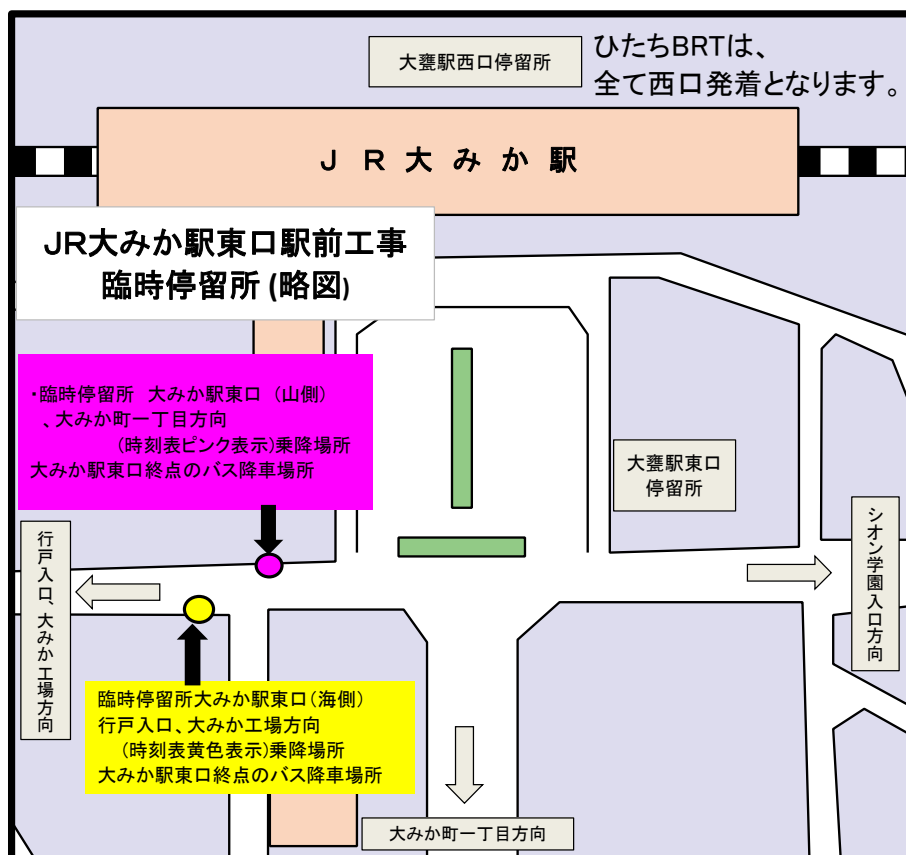 大甕駅西口停留所
ひたちBRTは、
全て西口発着となります。
JR大みか駅
JR大みか駅東口駅前工事
臨時停留所(略図)
・臨時停留所　大みか駅東口（山側）
、大みか町一丁目方向
(時刻表ピンク表示)乗降場所
大みか駅東口終点のバス降車場所
大甕駅東口
停留所
シオン学園入口方向
行戸入口、大みか工場方向
臨時停留所大みか駅東口（海側）
行戸入口、大みか工場方向
(時刻表黄色表示)乗降場所
大みか駅東口終点のバス降車場所
大みか町一丁目方向